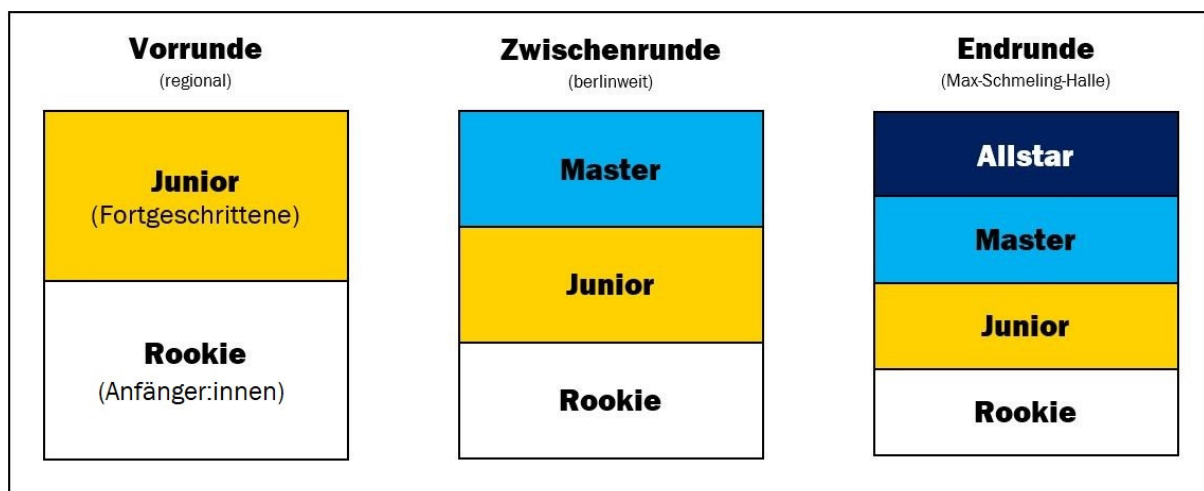 Vorrunde
(regional)
Junior
(Fortgeschrittene)
Rookie
(Anfänger:innen)
Zwischenrunde
(berlinweit)
Master
Junior
Rookie
Endrunde
(Max-Schmeling-Halle)
Allstar
Master
Junior
Rookie